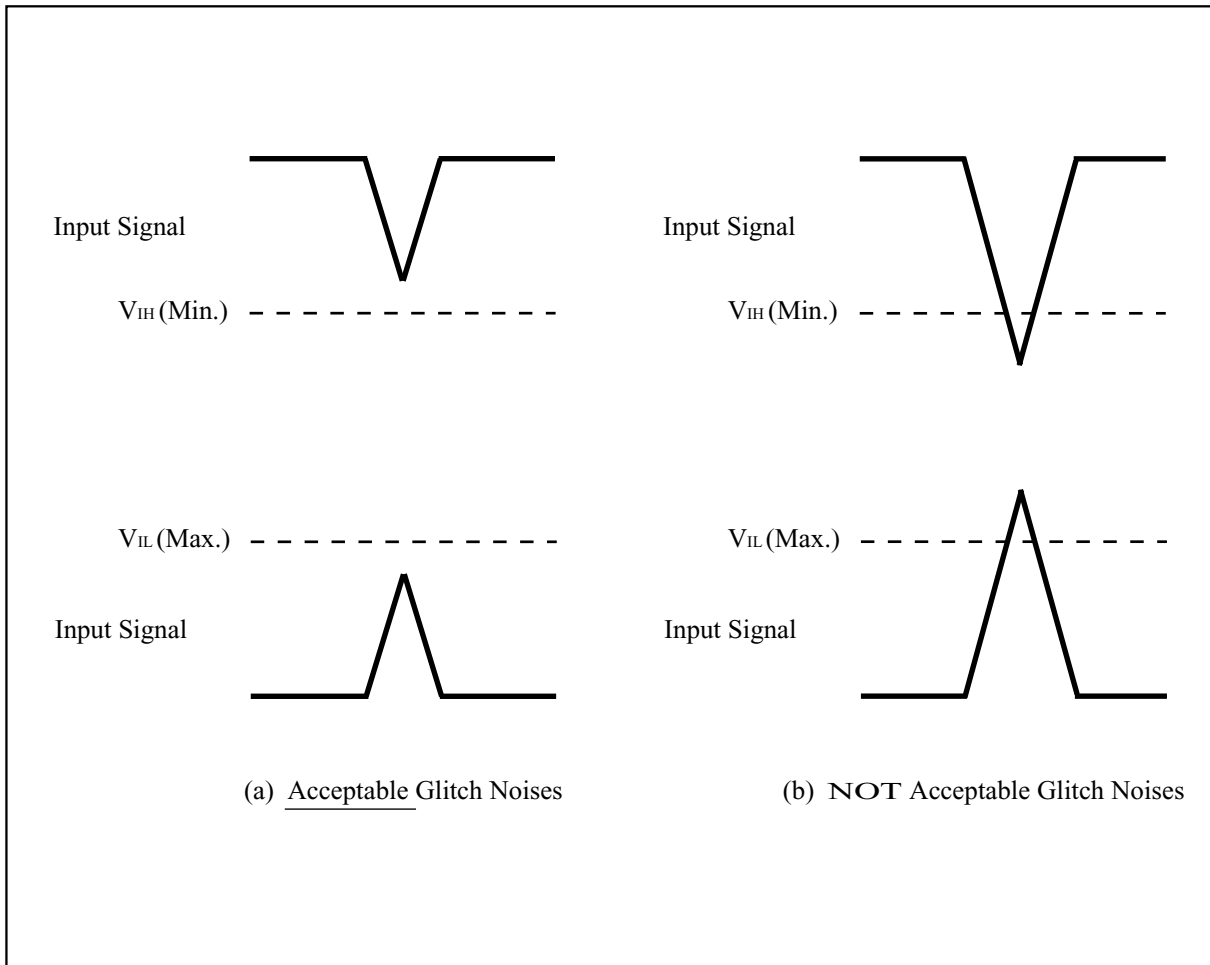 Input Signal Input Signal
VIH (Min.) VIH (Min.)
VIL (Max.) VIL (Max.)
Input Signal Input Signal
(a) Acceptable Glitch Noises (b) NOT Acceptable Glitch Noises